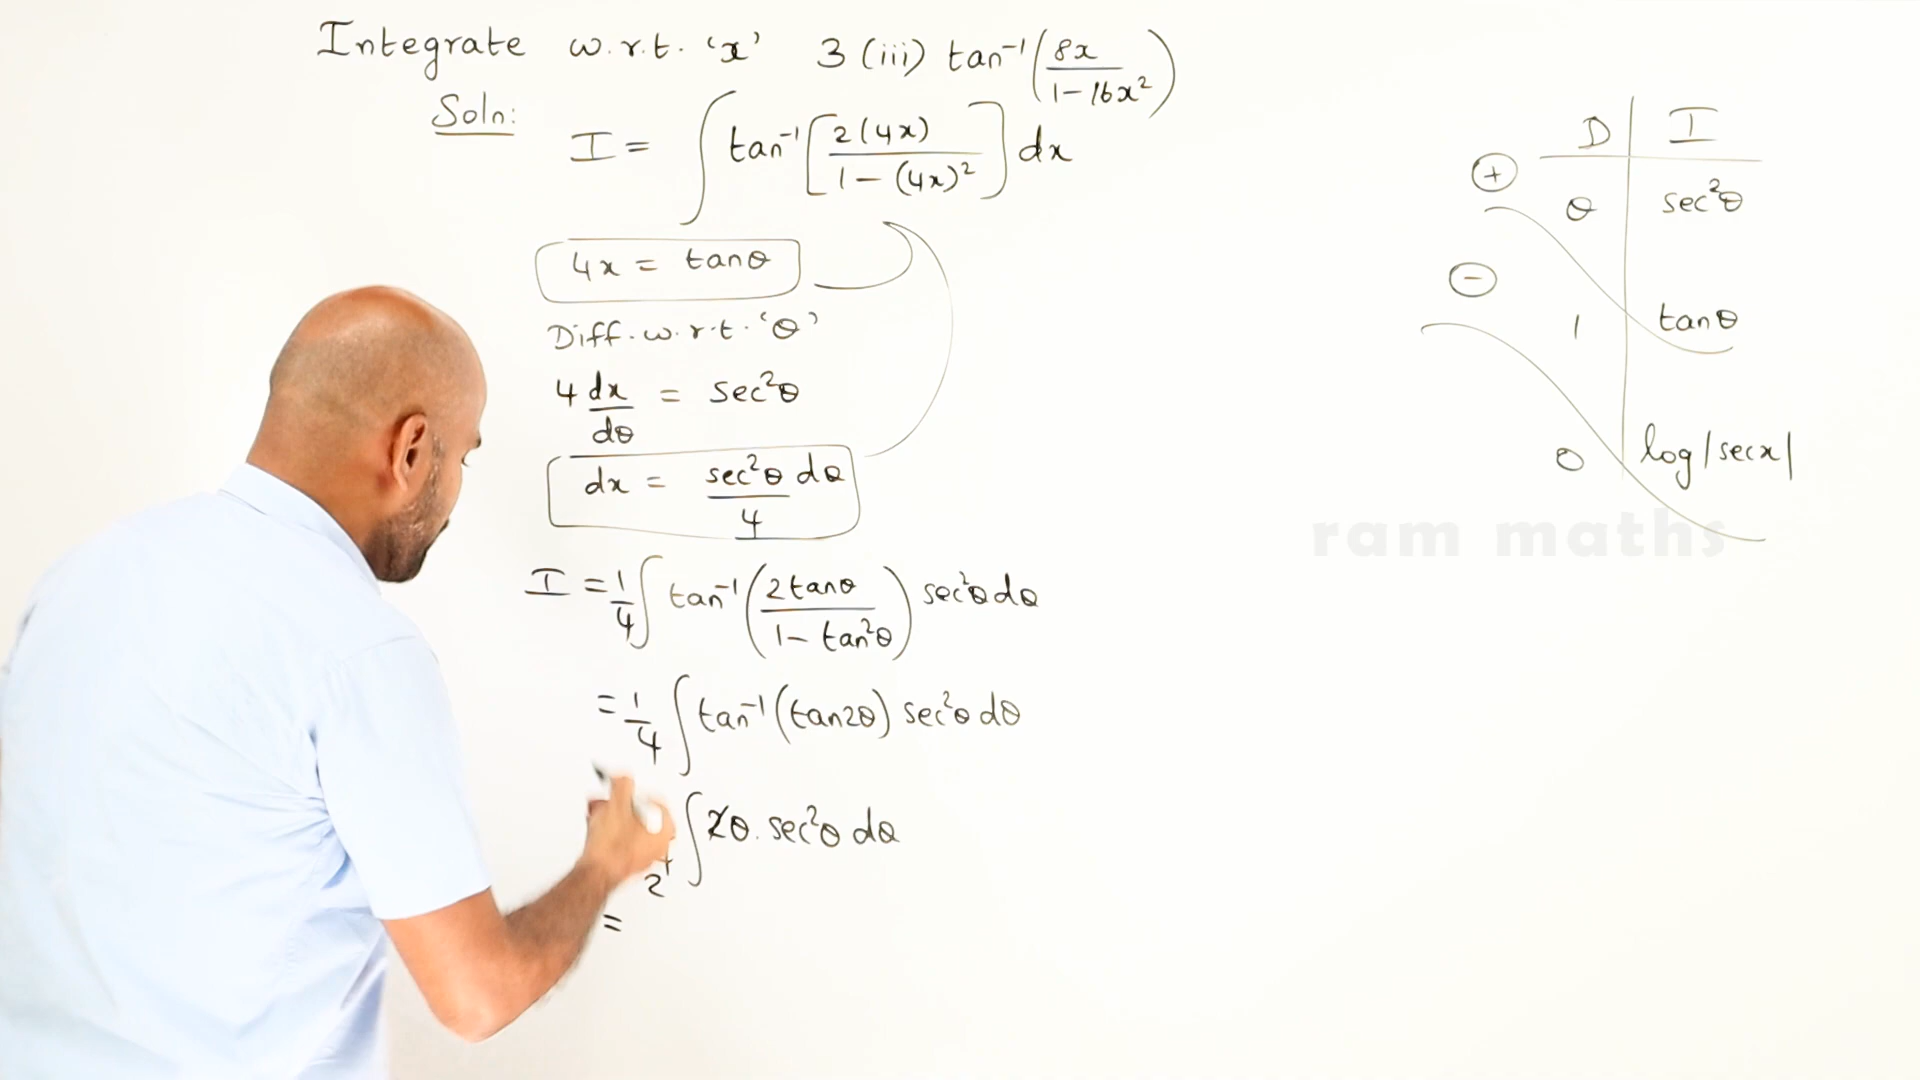 Integrate w.r.t. 'x' 3 (iii) tan⁻¹(8x / 1-16x²)
Soln:
I = ∫ tan⁻¹[2(4x) / 1-(4x)²] dx
4x = tanθ
Diff. w.r.t. 'θ'
4 dx/dθ = sec²θ
dx = sec²θ dθ / 4
I = 1/4 ∫ tan⁻¹(2tanθ / 1- tan²θ) sec²θ dθ
= 1/4 ∫ tan⁻¹(tan2θ) sec²θ dθ
∫ 2θ. sec²θ dθ
2
=
D | I
+ θ | sec²θ
- 1 | tanθ
0 | log|secx|
ram maths